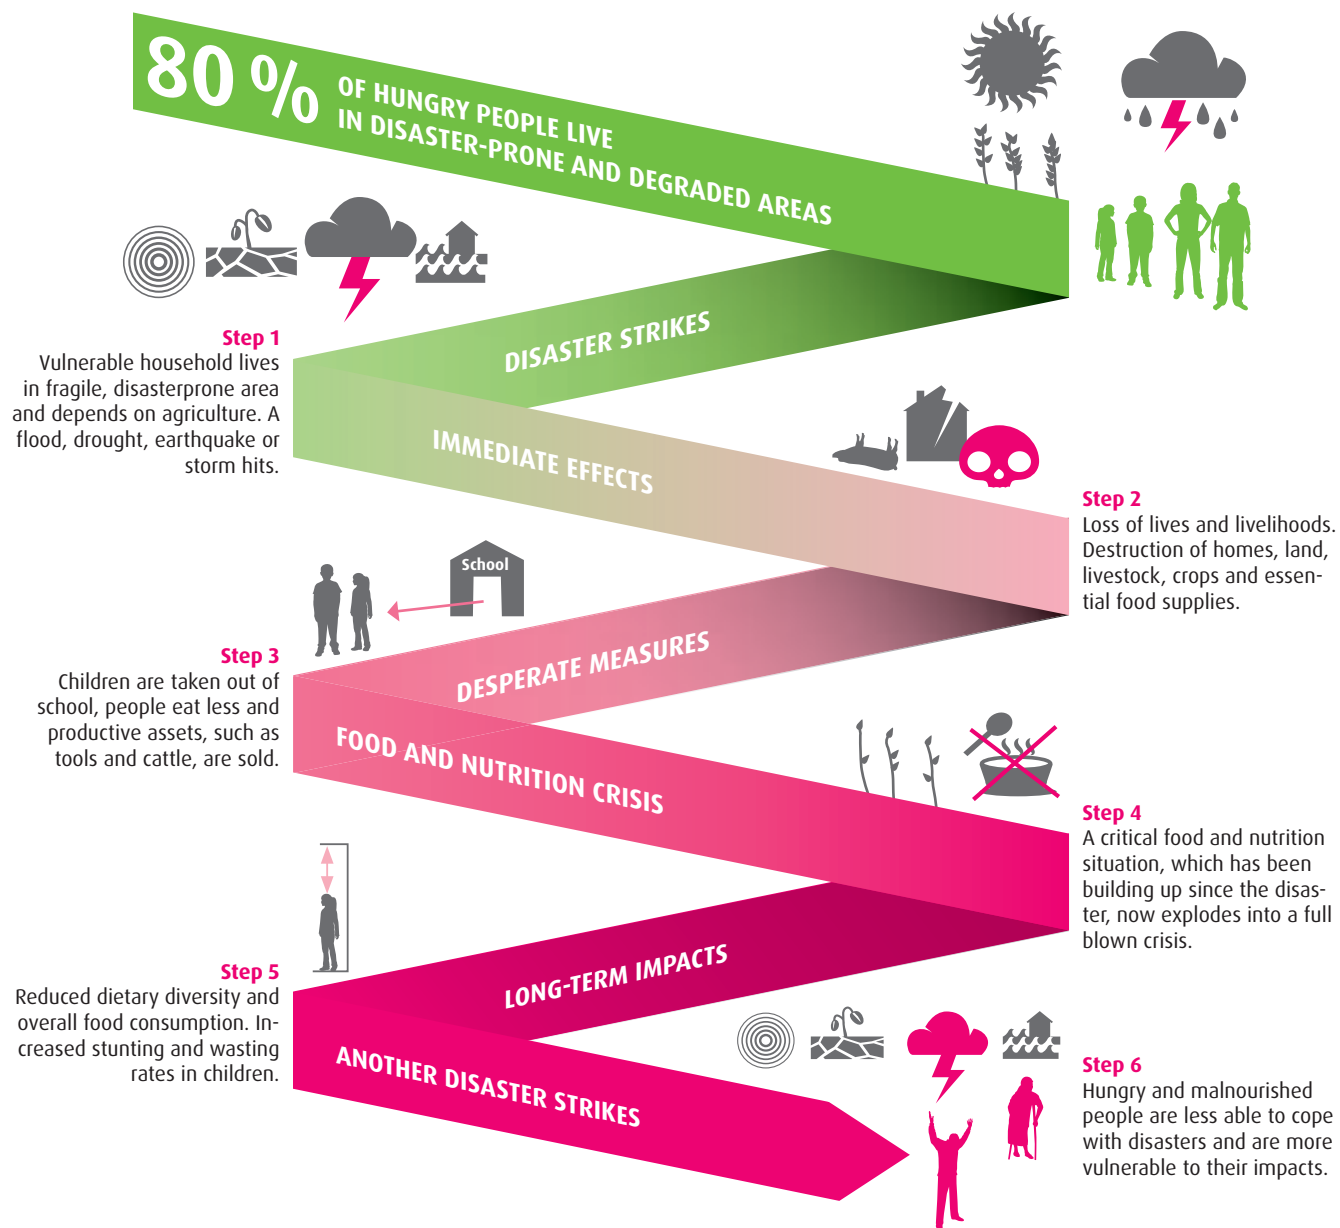 80 %
OF HUNGRY PEOPLE LIVE
IN DISASTER-PRONE AND DEGRADED AREAS
DISASTER STRIKES
Step 1
Vulnerable household lives
in fragile, disasterprone area
and depends on agriculture. A
flood, drought, earthquake or
storm hits.
IMMEDIATE EFFECTS
Step 2
Loss of lives and livelihoods.
Destruction of homes, land,
livestock, crops and essen-
tial food supplies.
School
DESPERATE MEASURES
Step 3
Children are taken out of
school, people eat less and
productive assets, such as
tools and cattle, are sold.
FOOD AND NUTRITION CRISIS
Step 4
A critical food and nutrition
situation, which has been
building up since the disas-
ter, now explodes into a full
blown crisis.
LONG-TERM IMPACTS
Step 5
Reduced dietary diversity and
overall food consumption. In-
creased stunting and wasting
rates in children.
ANOTHER DISASTER STRIKES
Step 6
Hungry and malnourished
people are less able to cope
with disasters and are more
vulnerable to their impacts.